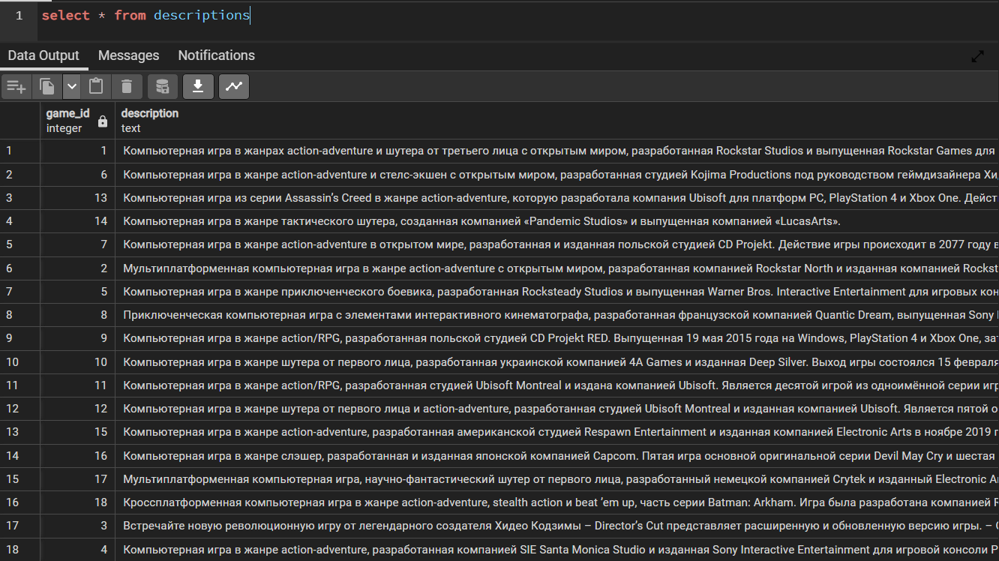 1 select * from descriptions
Data Output Messages Notifications
game_id description
integer text
1 1 Компьютерная игра в жанрах action-adventure и шутера от третьего лица с открытым миром, разработанная Rockstar Studios и выпущенная Rockstar Games для
2 6 Компьютерная игра в жанре action-adventure и стелс-экшен с открытым миром, разработанная студией Kojima Productions под руководством геймдизайнера Хи
3 13 Компьютерная игра из серии Assassin’s Creed в жанре action-adventure, которую разработала компания Ubisoft для платформ PC, PlayStation 4 и Xbox One. Дейст
4 14 Компьютерная игра в жанре тактического шутера, созданная компанией «Pandemic Studios» и выпущенная компанией «LucasArts».
5 7 Компьютерная игра в жанре action-adventure в открытом мире, разработанная и изданная польской студией CD Projekt. Действие игры происходит в 2077 году в
6 2 Мультиплатформенная компьютерная игра в жанре action-adventure с открытым миром, разработанная компанией Rockstar North и изданная компанией Rockst
7 5 Компьютерная игра в жанре приключенческого боевика, разработанная Rocksteady Studios и выпущенная Warner Bros. Interactive Entertainment для игровых кон
8 8 Приключенческая компьютерная игра с элементами интерактивного кинематографа, разработанная французской компанией Quantic Dream, выпущенная Sony
9 9 Компьютерная игра в жанре action/RPG, разработанная польской студией CD Projekt RED. Выпущенная 19 мая 2015 года на Windows, PlayStation 4 и Xbox One, зат
10 10 Компьютерная игра в жанре шутера от первого лица, разработанная украинской компанией 4A Games и изданная Deep Silver. Выход игры состоялся 15 февраля
11 11 Компьютерная игра в жанре action/RPG, разработанная студией Ubisoft Montreal и издана компанией Ubisoft. Является десятой игрой из одноимённой серии игр
12 12 Компьютерная игра в жанре шутера от первого лица и action-adventure, разработанная студией Ubisoft Montreal и изданная компанией Ubisoft. Является пятой о
13 15 Компьютерная игра в жанре action-adventure, разработанная американской студией Respawn Entertainment и изданная компанией Electronic Arts в ноябре 2019 г
14 16 Компьютерная игра в жанре слэшер, разработанная и изданная японской компанией Capcom. Пятая игра основной оригинальной серии Devil May Cry и шестая
15 17 Мультиплатформенная компьютерная игра, научно-фантастический шутер от первого лица, разработанный немецкой компанией Crytek и изданный Electronic A
16 18 Кроссплатформенная компьютерная игра в жанре action-adventure, stealth action и beat ’em up, часть серии Batman: Arkham. Игра была разработана компанией
17 3 Встречайте новую революционную игру от легендарного создателя Хидео Кодзимы – Director’s Cut представляет расширенную и обновленную версию игры. –
18 4 Компьютерная игра в жанре action-adventure, разработанная компанией SIE Santa Monica Studio и изданная Sony Interactive Entertainment для игровой консоли P